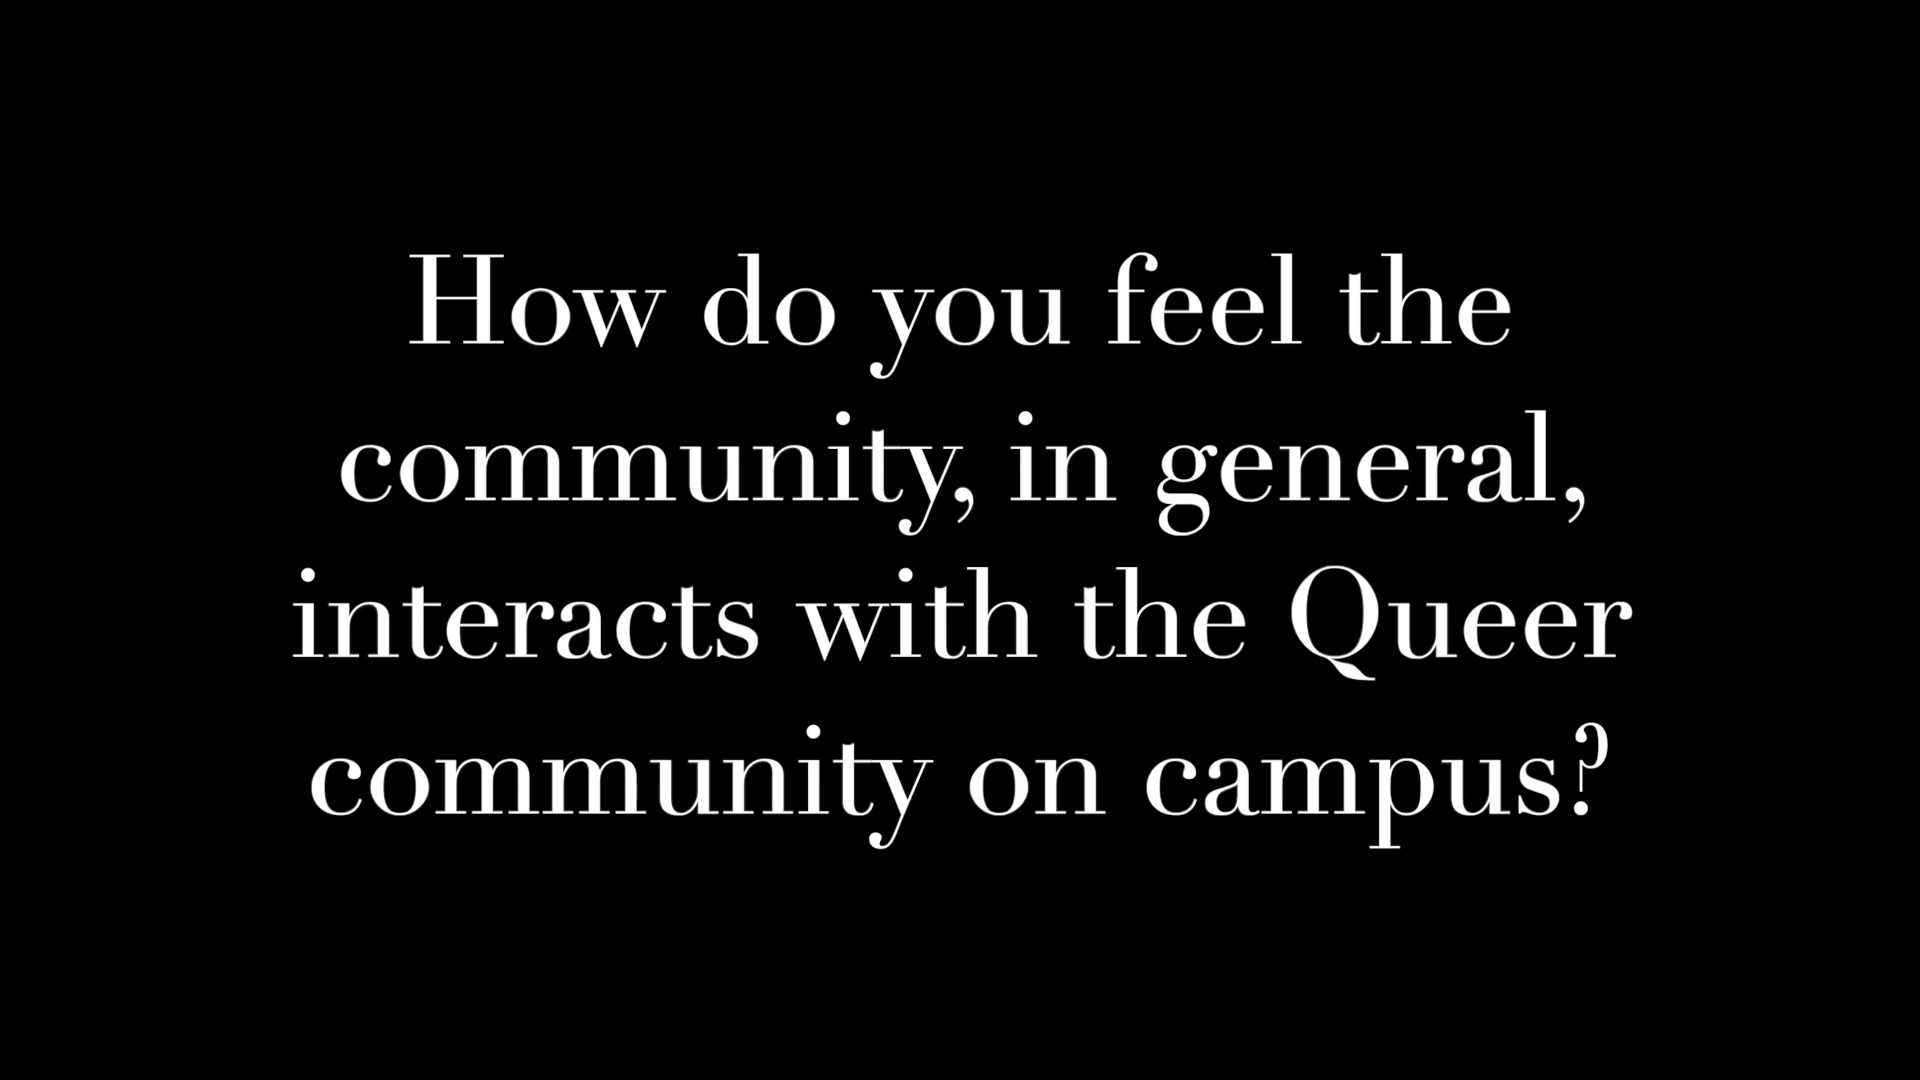 How do you feel the
community, in general,
interacts with the Queer
community on campus?